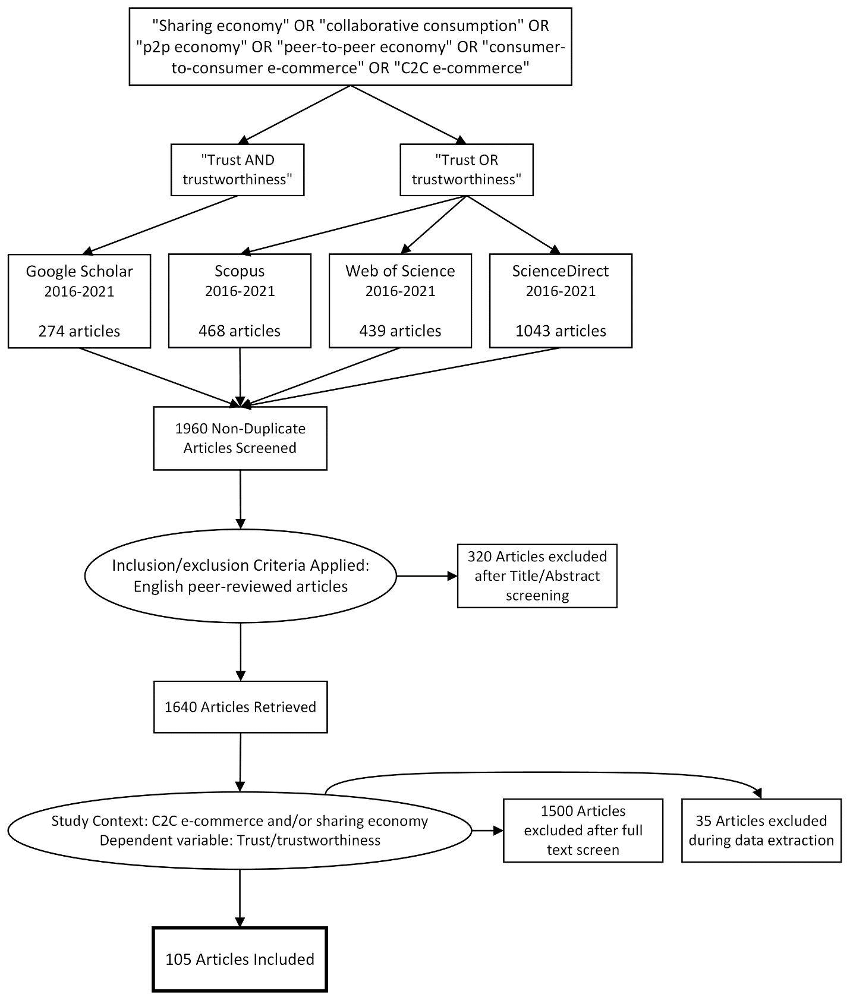 "Sharing economy" OR "collaborative consumption" OR
"p2p economy" OR "peer-to-peer economy" OR "consumer-
to-consumer e-commerce" OR "C2C e-commerce"
"Trust AND
trustworthiness"
"Trust OR
trustworthiness"
Google Scholar
2016-2021
274 articles
Scopus
2016-2021
468 articles
Web of Science
2016-2021
439 articles
ScienceDirect
2016-2021
1043 articles
1960 Non-Duplicate
Articles Screened
Inclusion/exclusion Criteria Applied:
English peer-reviewed articles
320 Articles excluded
after Title/Abstract
screening
1640 Articles Retrieved
Study Context: C2C e-commerce and/or sharing economy
Dependent variable: Trust/trustworthiness
1500 Articles
excluded after full
text screen
35 Articles excluded
during data extraction
105 Articles Included